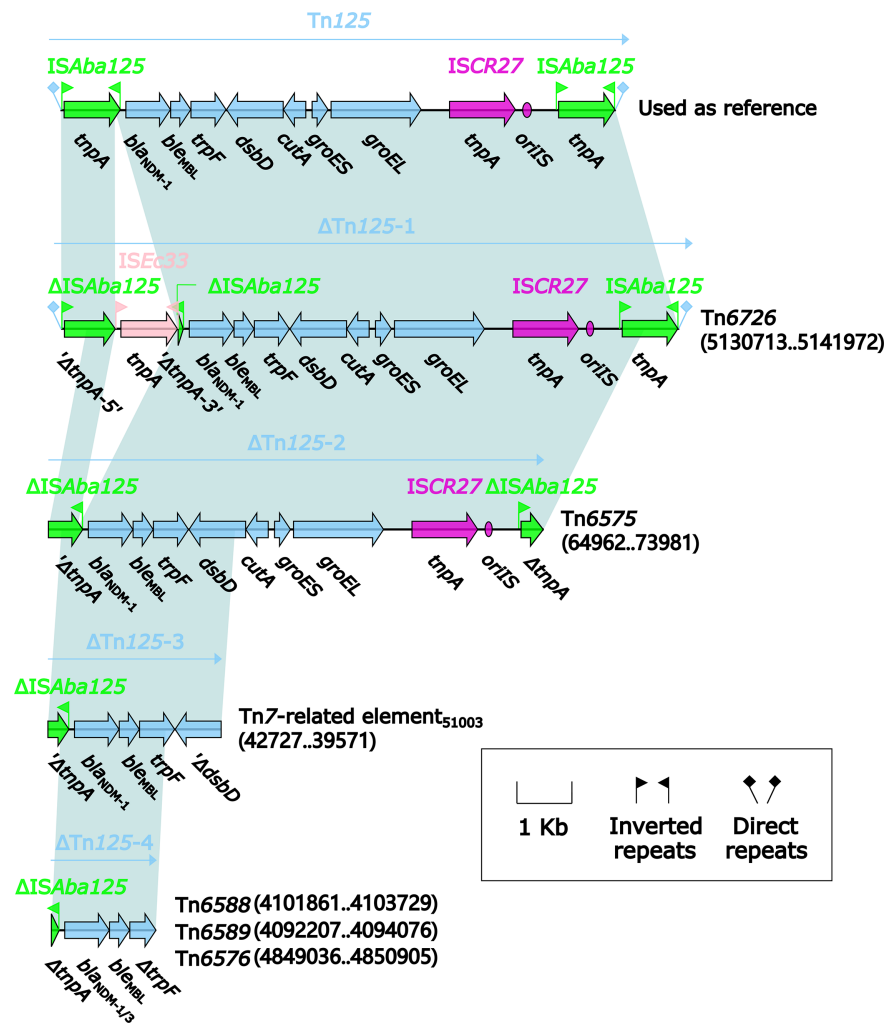 Tn125
ISAba125 ISCR27 ISAba125
Used as reference
tnpA blaNDM-1 bleMBL trpF dsbD cutA groES groEL tnpA oriIS tnpA
ΔTn125-1
ISEc33
ΔISAba125 ΔISAba125 ISCR27 ISAba125
Tn6726
(5130713..5141972)
'ΔtnpA-5' tnpA 'ΔtnpA-3' blaNDM-1 bleMBL trpF dsbD cutA groES groEL tnpA oriIS tnpA
ΔTn125-2
ΔISAba125 ISCR27 ΔISAba125
Tn6575
(64962..73981)
'ΔtnpA blaNDM-1 bleMBL trpF dsbD cutA groES groEL tnpA oriIS ΔtnpA
ΔTn125-3
ΔISAba125
Tn7-related element51003
(42727..39571)
'ΔtnpA blaNDM-1 bleMBL trpF 'ΔdsbD
ΔTn125-4
ΔISAba125
Tn6588 (4101861..4103729)
Tn6589 (4092207..4094076)
Tn6576 (4849036..4850905)
ΔtnpA blaNDM-1/3 bleMBL ΔtrpF
1 Kb
Inverted
repeats
Direct
repeats